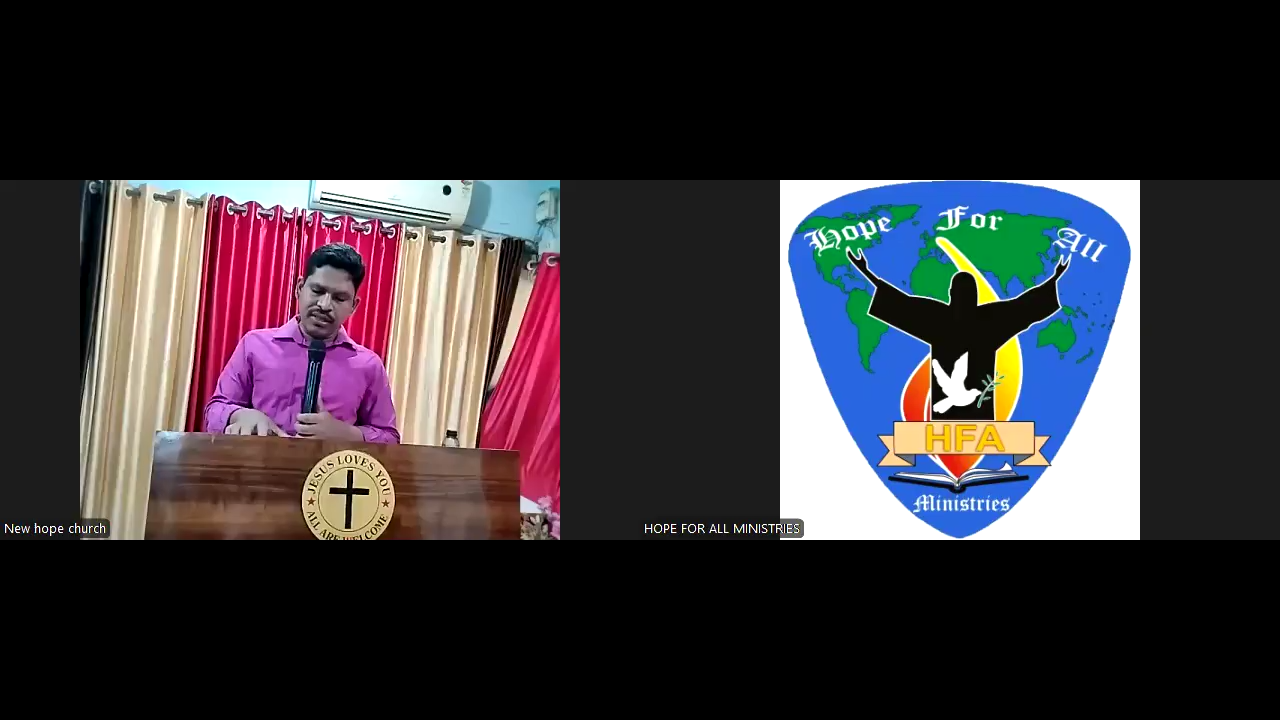 JESUS LOVES YOU
ALL ARE WELCOME
New hope church
Hope For All
HFA
Ministries
HOPE FOR ALL MINISTRIES